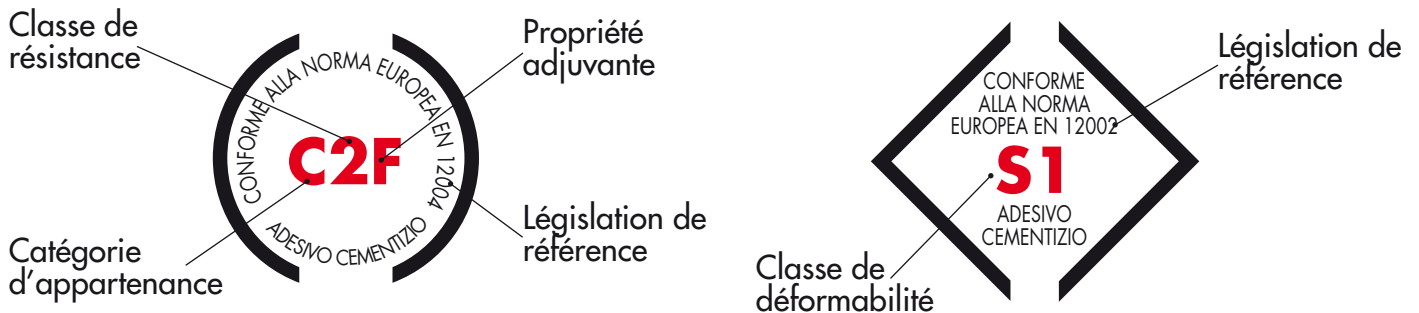 Classe de
résistance
Propriété
adjuvante
CONFORME ALLA NORMA EUROPEA EN 12004
C2F
ADESIVO CEMENTIZIO
Catégorie
d'appartenance
Législation de
référence
Législation de
référence
CONFORME
ALLA NORMA
EUROPEA EN 12002
S1
ADESIVO
CEMENTIZIO
Classe de
déformabilité